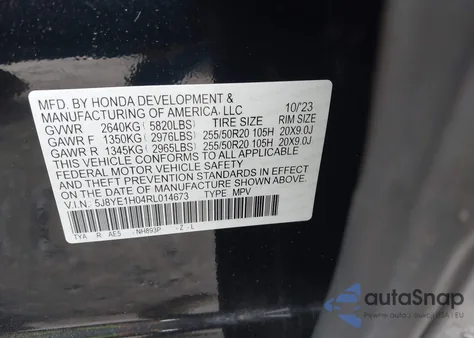 MFD. BY HONDA DEVELOPMENT &
MANUFACTURING OF AMERICA, LLC 10/23
GVWR 2640KG (5820LBS) TIRE SIZE RIM SIZE
GAWR F 1350KG (2976LBS) 255/50R20 105H 20X9.0J
GAWR R 1345KG (2965LBS) 255/50R20 105H 20X9.0J
THIS VEHICLE CONFORMS TO ALL APPLICABLE
FEDERAL MOTOR VEHICLE SAFETY
AND THEFT PREVENTION STANDARDS IN EFFECT
ON THE DATE OF MANUFACTURE SHOWN ABOVE.
V.I.N. 5J8YE1H04RL014673 TYPE MPV
TYA R AE5 NH893P -Z-L
autoSnap